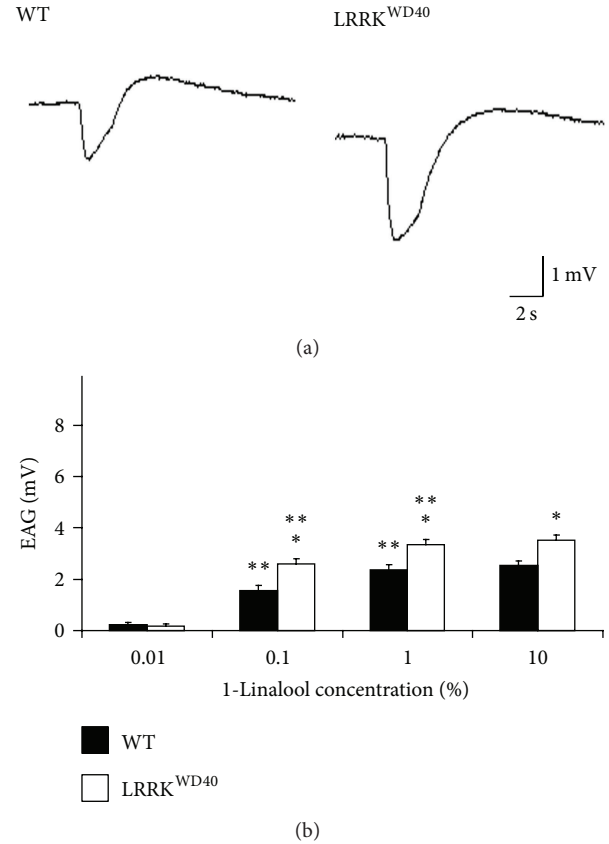 WT
LRRK^WD40
1 mV
2 s
(a)
8
6
4
2
0
EAG (mV)
** ** * ** ** * *
0.01 0.1 1 10
1-Linalool concentration (%)
WT
LRRK^WD40
(b)